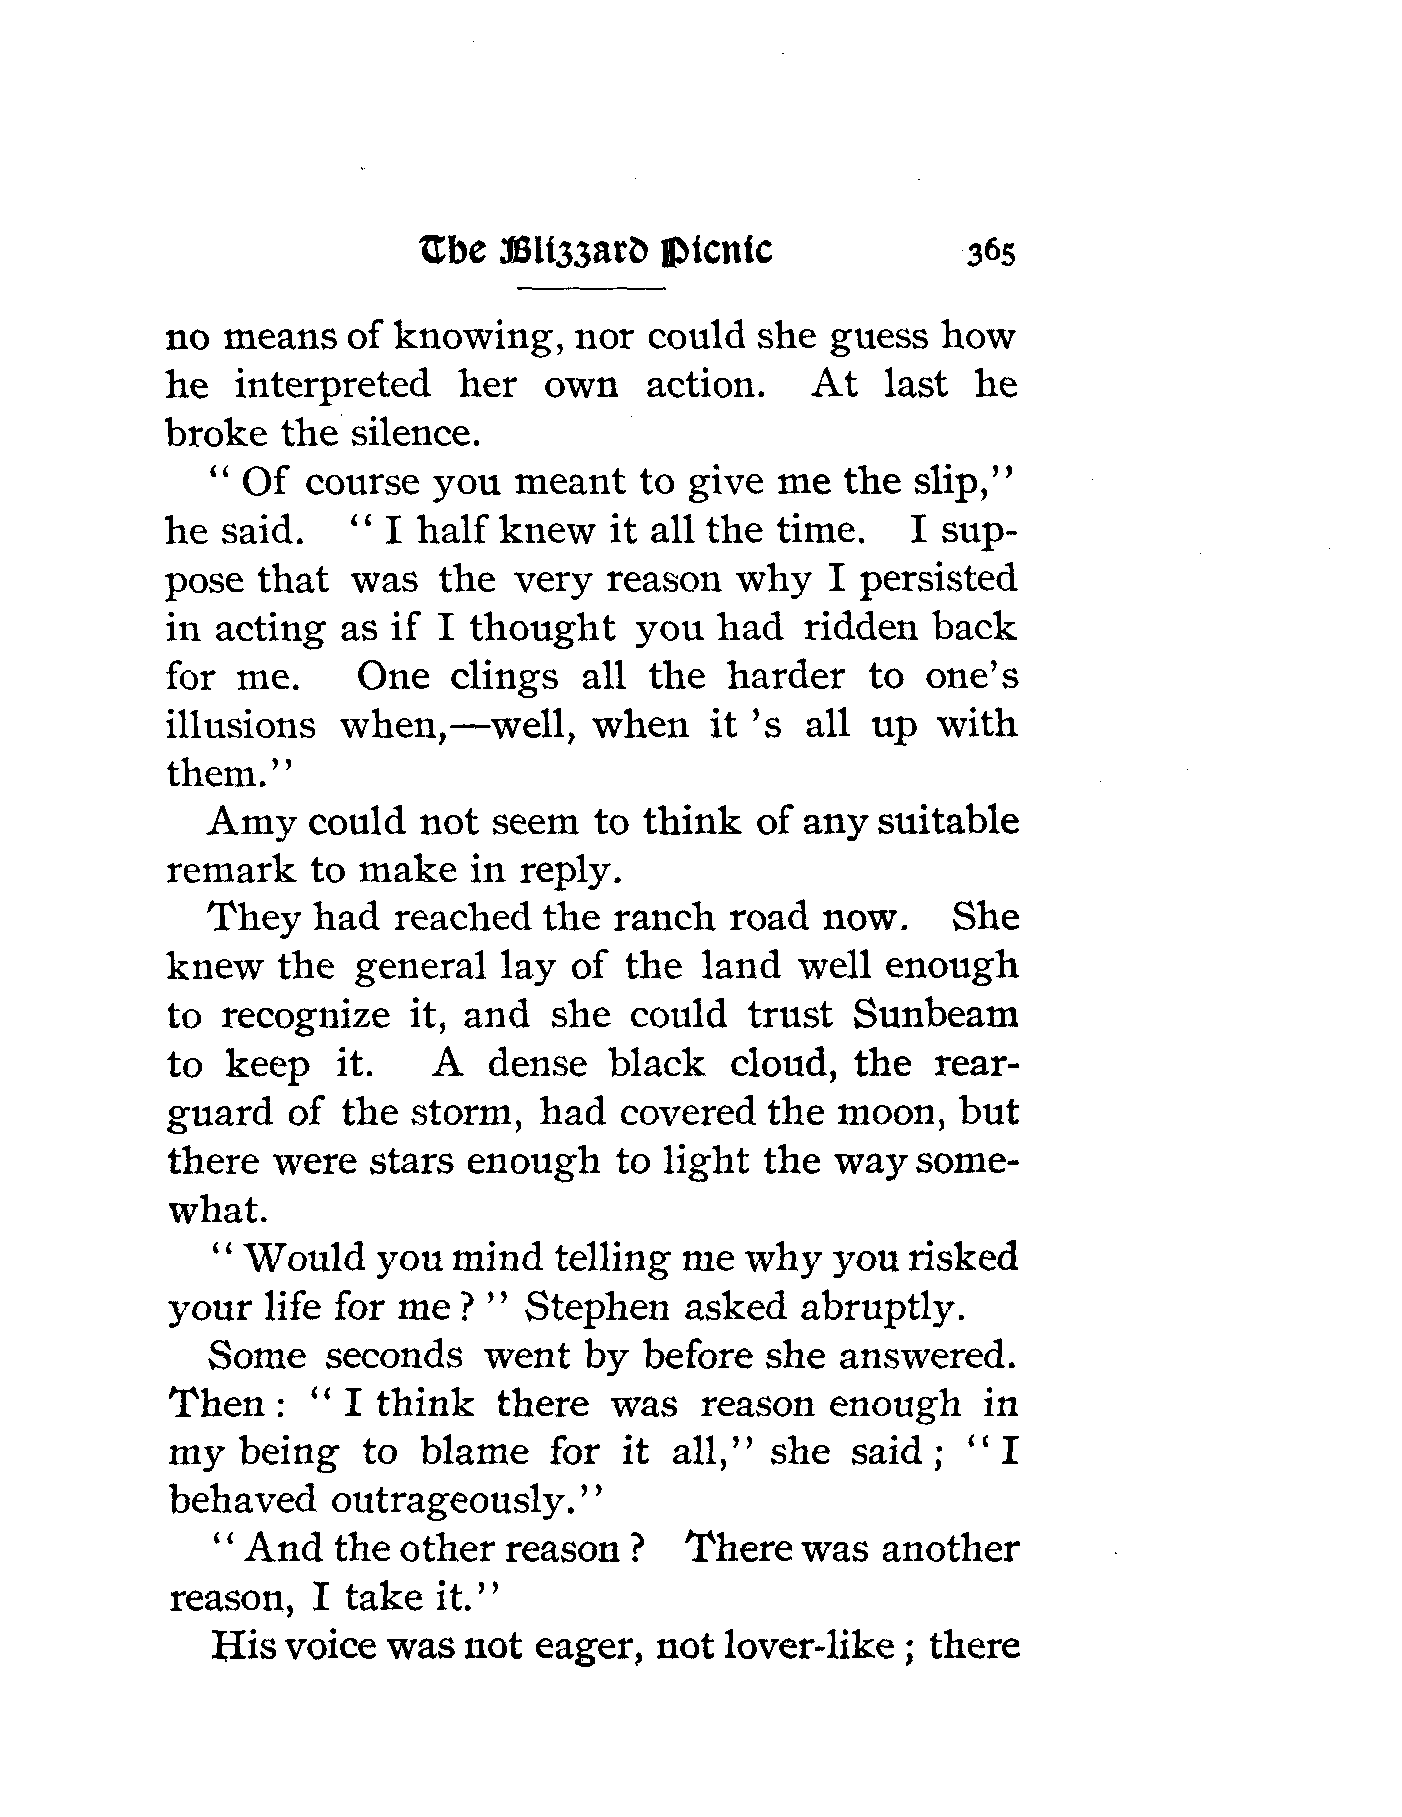 The Blizzard Picnic 365
no means of knowing, nor could she guess how
he interpreted her own action. At last he
broke the silence.
“ Of course you meant to give me the slip,”
he said. “ I half knew it all the time. I sup-
pose that was the very reason why I persisted
in acting as if I thought you had ridden back
for me. One clings all the harder to one’s
illusions when,—well, when it ’s all up with
them.”
Amy could not seem to think of any suitable
remark to make in reply.
They had reached the ranch road now. She
knew the general lay of the land well enough
to recognize it, and she could trust Sunbeam
to keep it. A dense black cloud, the rear-
guard of the storm, had covered the moon, but
there were stars enough to light the way some-
what.
“ Would you mind telling me why you risked
your life for me ? ” Stephen asked abruptly.
Some seconds went by before she answered.
Then : “ I think there was reason enough in
my being to blame for it all,” she said ; “ I
behaved outrageously.”
“ And the other reason ? There was another
reason, I take it.”
His voice was not eager, not lover-like ; there